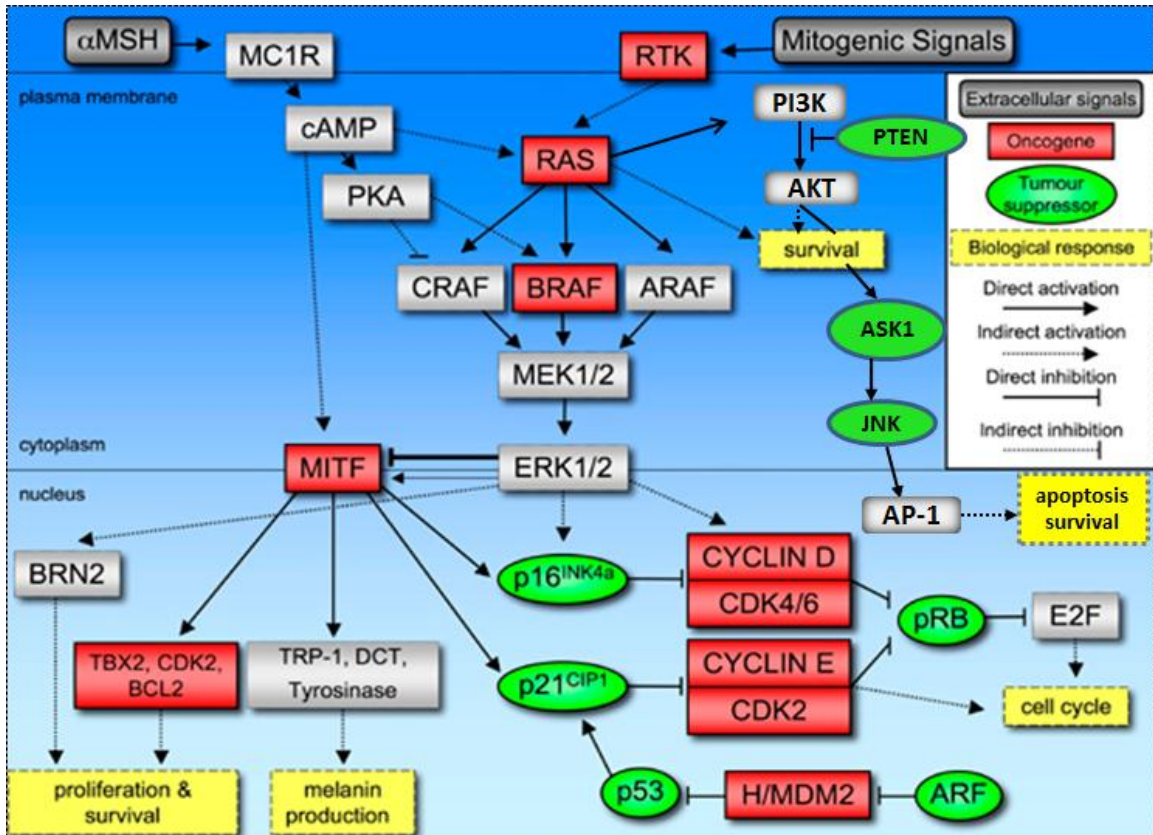 αMSH
MC1R
RTK
Mitogenic Signals
plasma membrane
cAMP
RAS
PI3K
PTEN
PKA
AKT
survival
CRAF
BRAF
ARAF
ASK1
MEK1/2
JNK
cytoplasm
MITF
ERK1/2
nucleus
AP-1
apoptosis
survival
BRN2
p16INK4a
CYCLIN D
CDK4/6
pRB
E2F
TBX2, CDK2,
BCL2
TRP-1, DCT,
Tyrosinase
p21CIP1
CYCLIN E
CDK2
cell cycle
proliferation &
survival
melanin
production
p53
H/MDM2
ARF
Extracellular signals
Oncogene
Tumour
suppressor
Biological response
Direct activation
Indirect activation
Direct inhibition
Indirect inhibition